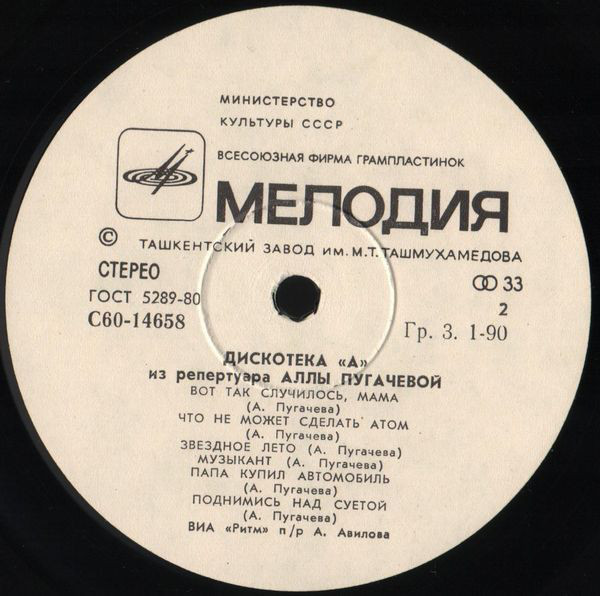 МИНИСТЕРСТВО
КУЛЬТУРЫ СССР
ВСЕСОЮЗНАЯ ФИРМА ГРАМПЛАСТИНОК
МЕЛОДИЯ
© ТАШКЕНТСКИЙ ЗАВОД ИМ. М.Т.ТАШМУХАМЕДОВА
СТЕРЕО
33
ГОСТ 5289-80
2
С60-14658
Гр. 3. 1-90
ДИСКОТЕКА «А»
из репертуара АЛЛЫ ПУГАЧЕВОЙ
ВОТ ТАК СЛУЧИЛОСЬ, МАМА
(А. Пугачева)
ЧТО НЕ МОЖЕТ СДЕЛАТЬ АТОМ
(А. Пугачева)
ЗВЕЗДНОЕ ЛЕТО (А. Пугачева)
МУЗЫКАНТ (А. Пугачева)
ПАПА КУПИЛ АВТОМОБИЛЬ
(А. Пугачева)
ПОДНИМИСЬ НАД СУЕТОЙ
(А. Пугачева)
ВИА «Ритм» п/р А. Авилова